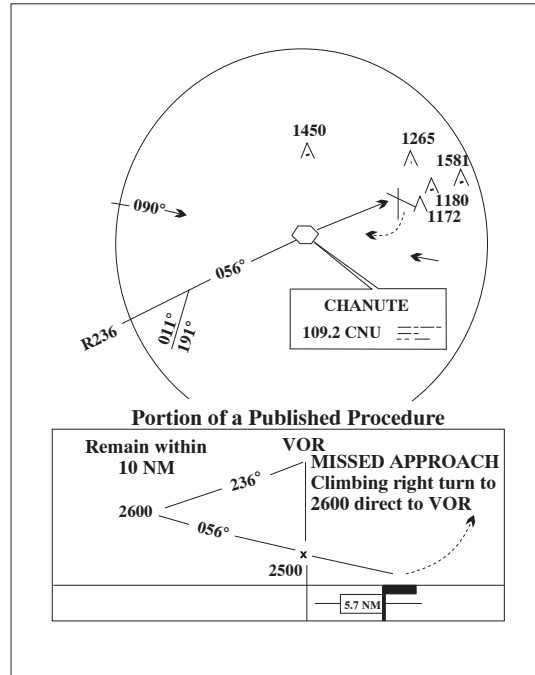 1450
1265
1581
1180
1172
090°
056°
R236
011°
191°
CHANUTE
109.2 CNU
Portion of a Published Procedure
Remain within
10 NM
VOR
MISSED APPROACH
Climbing right turn to
2600 direct to VOR
236°
2600
056°
x
2500
5.7 NM